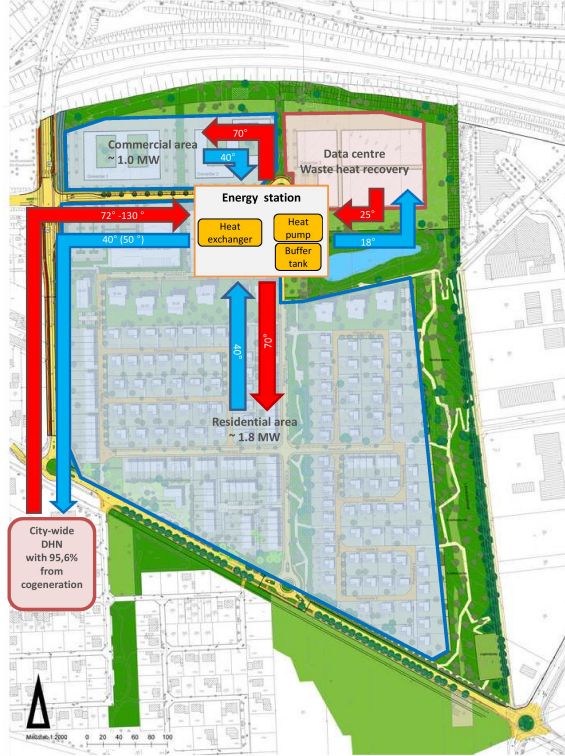 Commercial area
~ 1.0 MW
70°
40°
Data centre
Waste heat recovery
Energy station
Heat
exchanger
Heat
pump
Buffer
tank
25°
18°
72° -130 °
40° (50 °)
40°
70°
Residential area
~ 1.8 MW
City-wide
DHN
with 95,6%
from
cogeneration
0 20 40 60 80 100